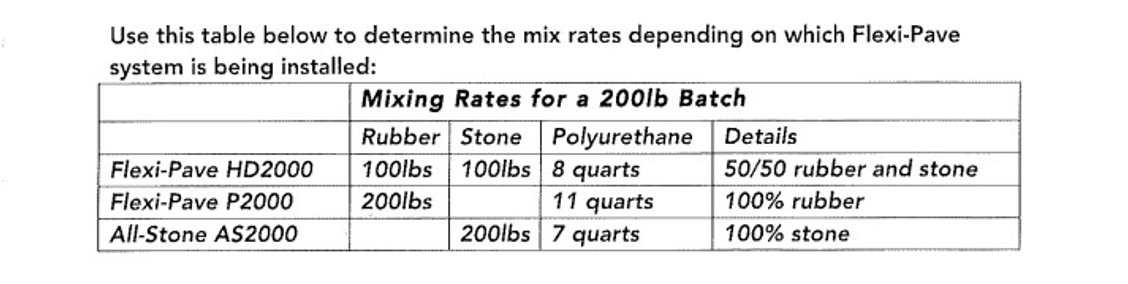 Use this table below to determine the mix rates depending on which Flexi-Pave
system is being installed:
Mixing Rates for a 200lb Batch
Rubber Stone Polyurethane Details
Flexi-Pave HD2000 100lbs 100lbs 8 quarts 50/50 rubber and stone
Flexi-Pave P2000 200lbs 11 quarts 100% rubber
All-Stone AS2000 200lbs 7 quarts 100% stone